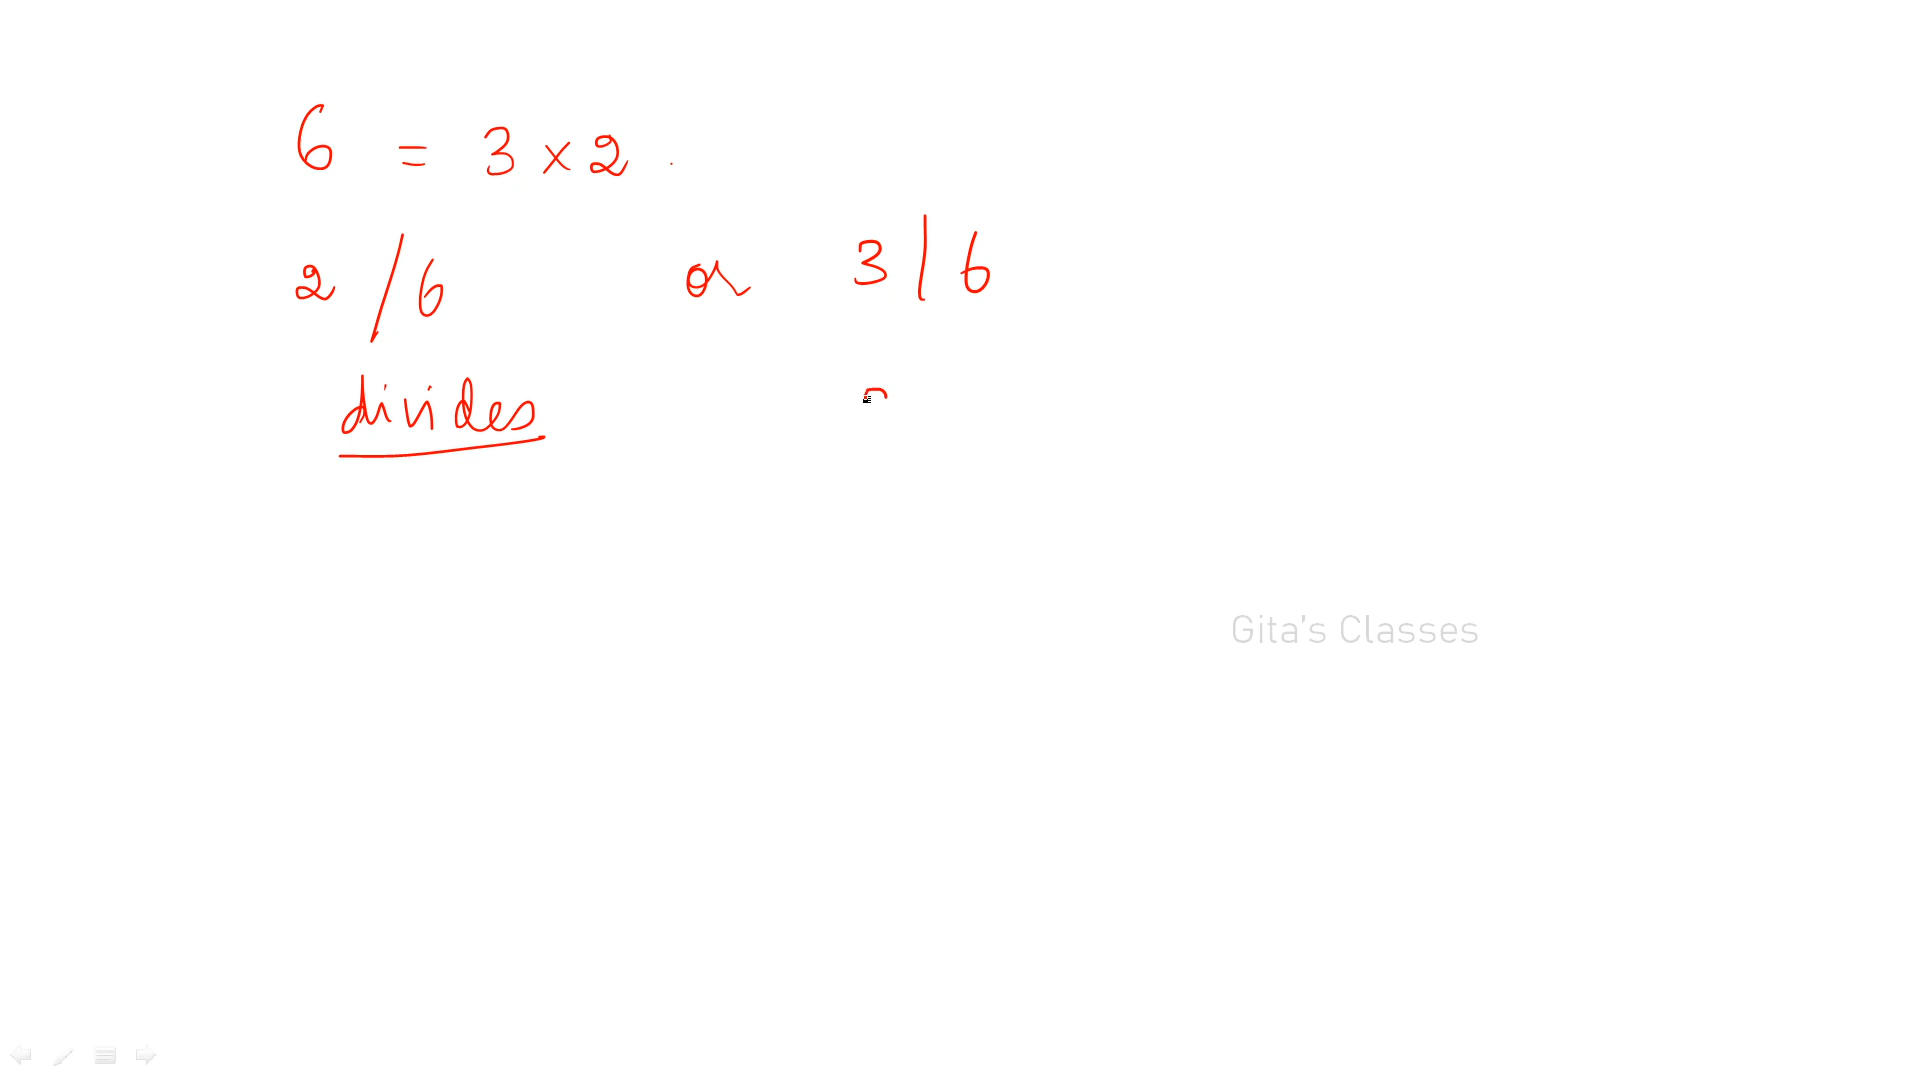 6 = 3 × 2 .
2 / 6 or 3 | 6
divides
Gita's Classes